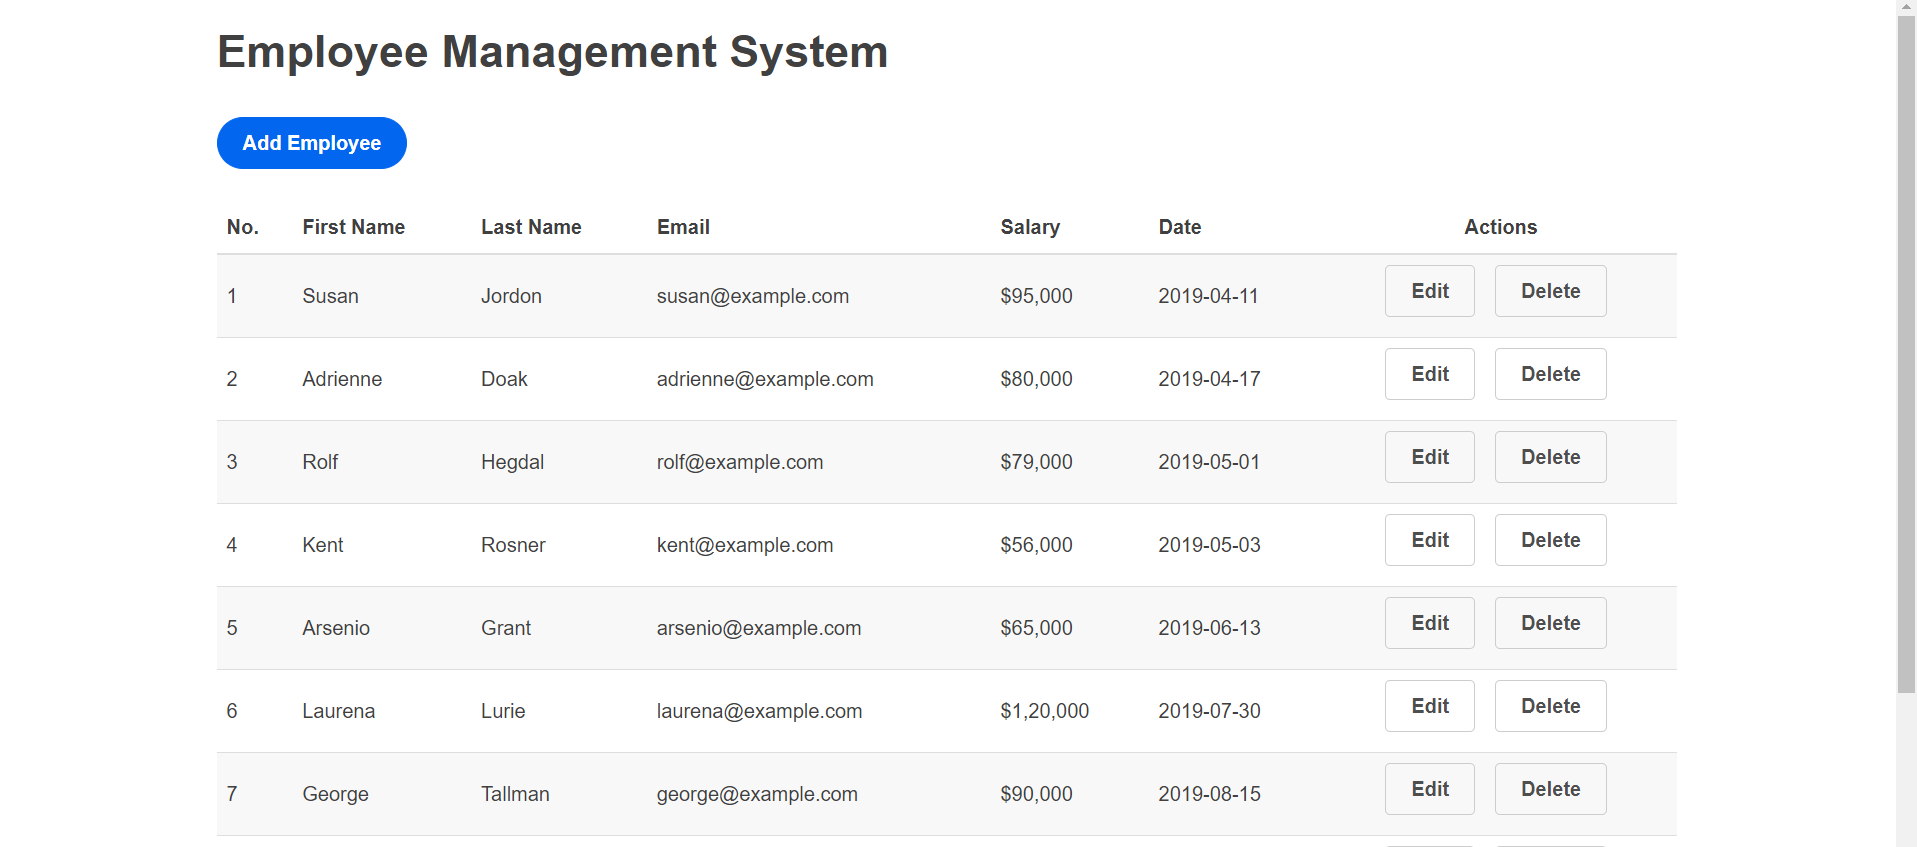 Employee Management System
Add Employee
No. First Name Last Name Email Salary Date Actions
1 Susan Jordon susan@example.com $95,000 2019-04-11 Edit Delete
2 Adrienne Doak adrienne@example.com $80,000 2019-04-17 Edit Delete
3 Rolf Hegdal rolf@example.com $79,000 2019-05-01 Edit Delete
4 Kent Rosner kent@example.com $56,000 2019-05-03 Edit Delete
5 Arsenio Grant arsenio@example.com $65,000 2019-06-13 Edit Delete
6 Laurena Lurie laurena@example.com $1,20,000 2019-07-30 Edit Delete
7 George Tallman george@example.com $90,000 2019-08-15 Edit Delete